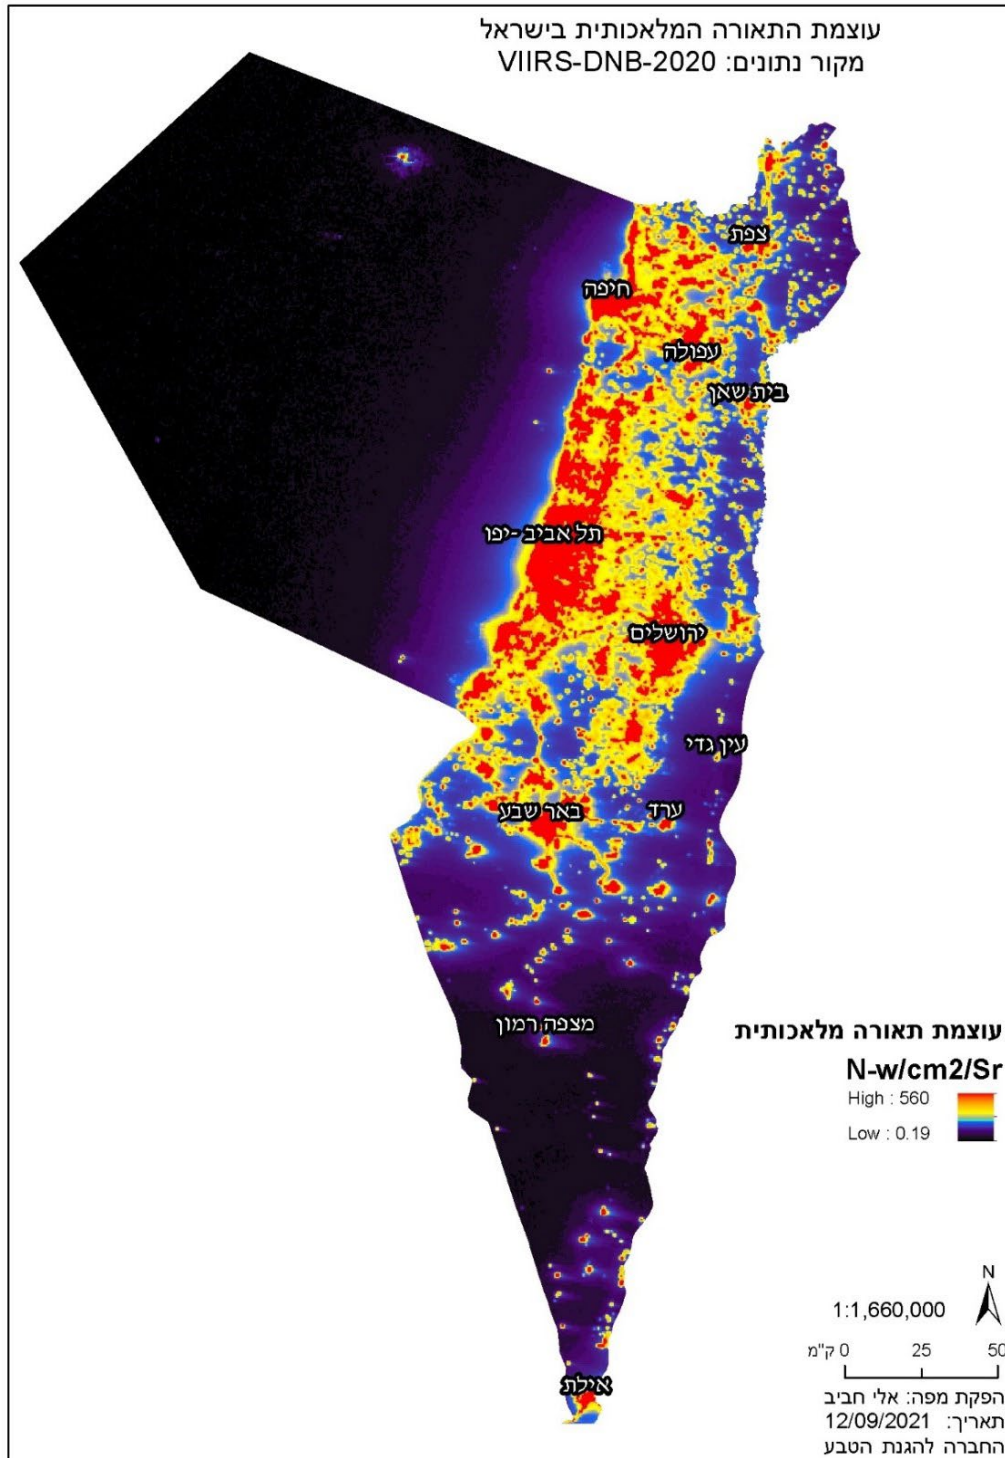 עוצמת התאורה המלאכותית בישראל
מקור נתונים: VIIRS-DNB-2020
צפת
חיפה
עפולה
בית שאן
תל אביב -יפו
ירושלים
עין גדי
ערד
באר שבע
מצפה רמון
עוצמת תאורה מלאכותית
N-w/cm2/Sr
High : 560
Low : 0.19
N
1:1,660,000
ק"מ 0 25 50
אילת
הפקת מפה: אלי חביב
תאריך: 12/09/2021
החברה להגנת הטבע